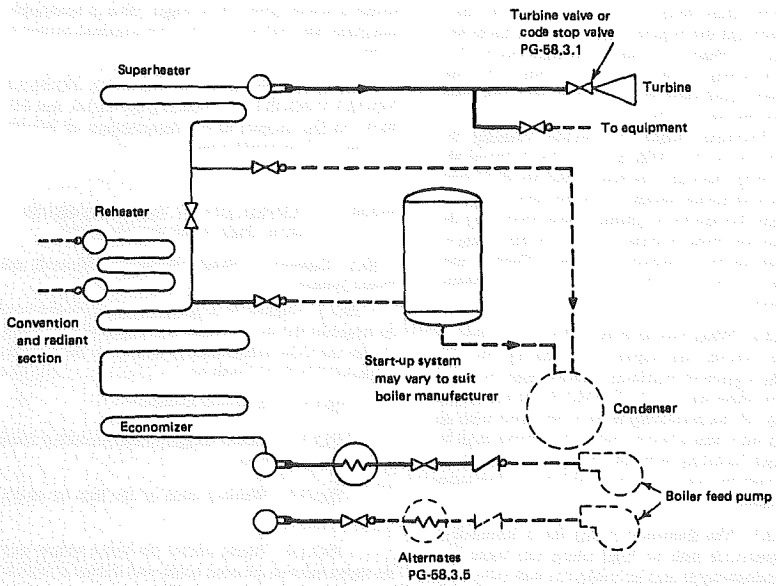 Turbine valve or
code stop valve
PG-58.3.1
Superheater
Turbine
To equipment
Reheater
Convention
and radiant
section
Start-up system
may vary to suit
boiler manufacturer
Condenser
Economizer
Boiler feed pump
Alternates
PG-58.3.5